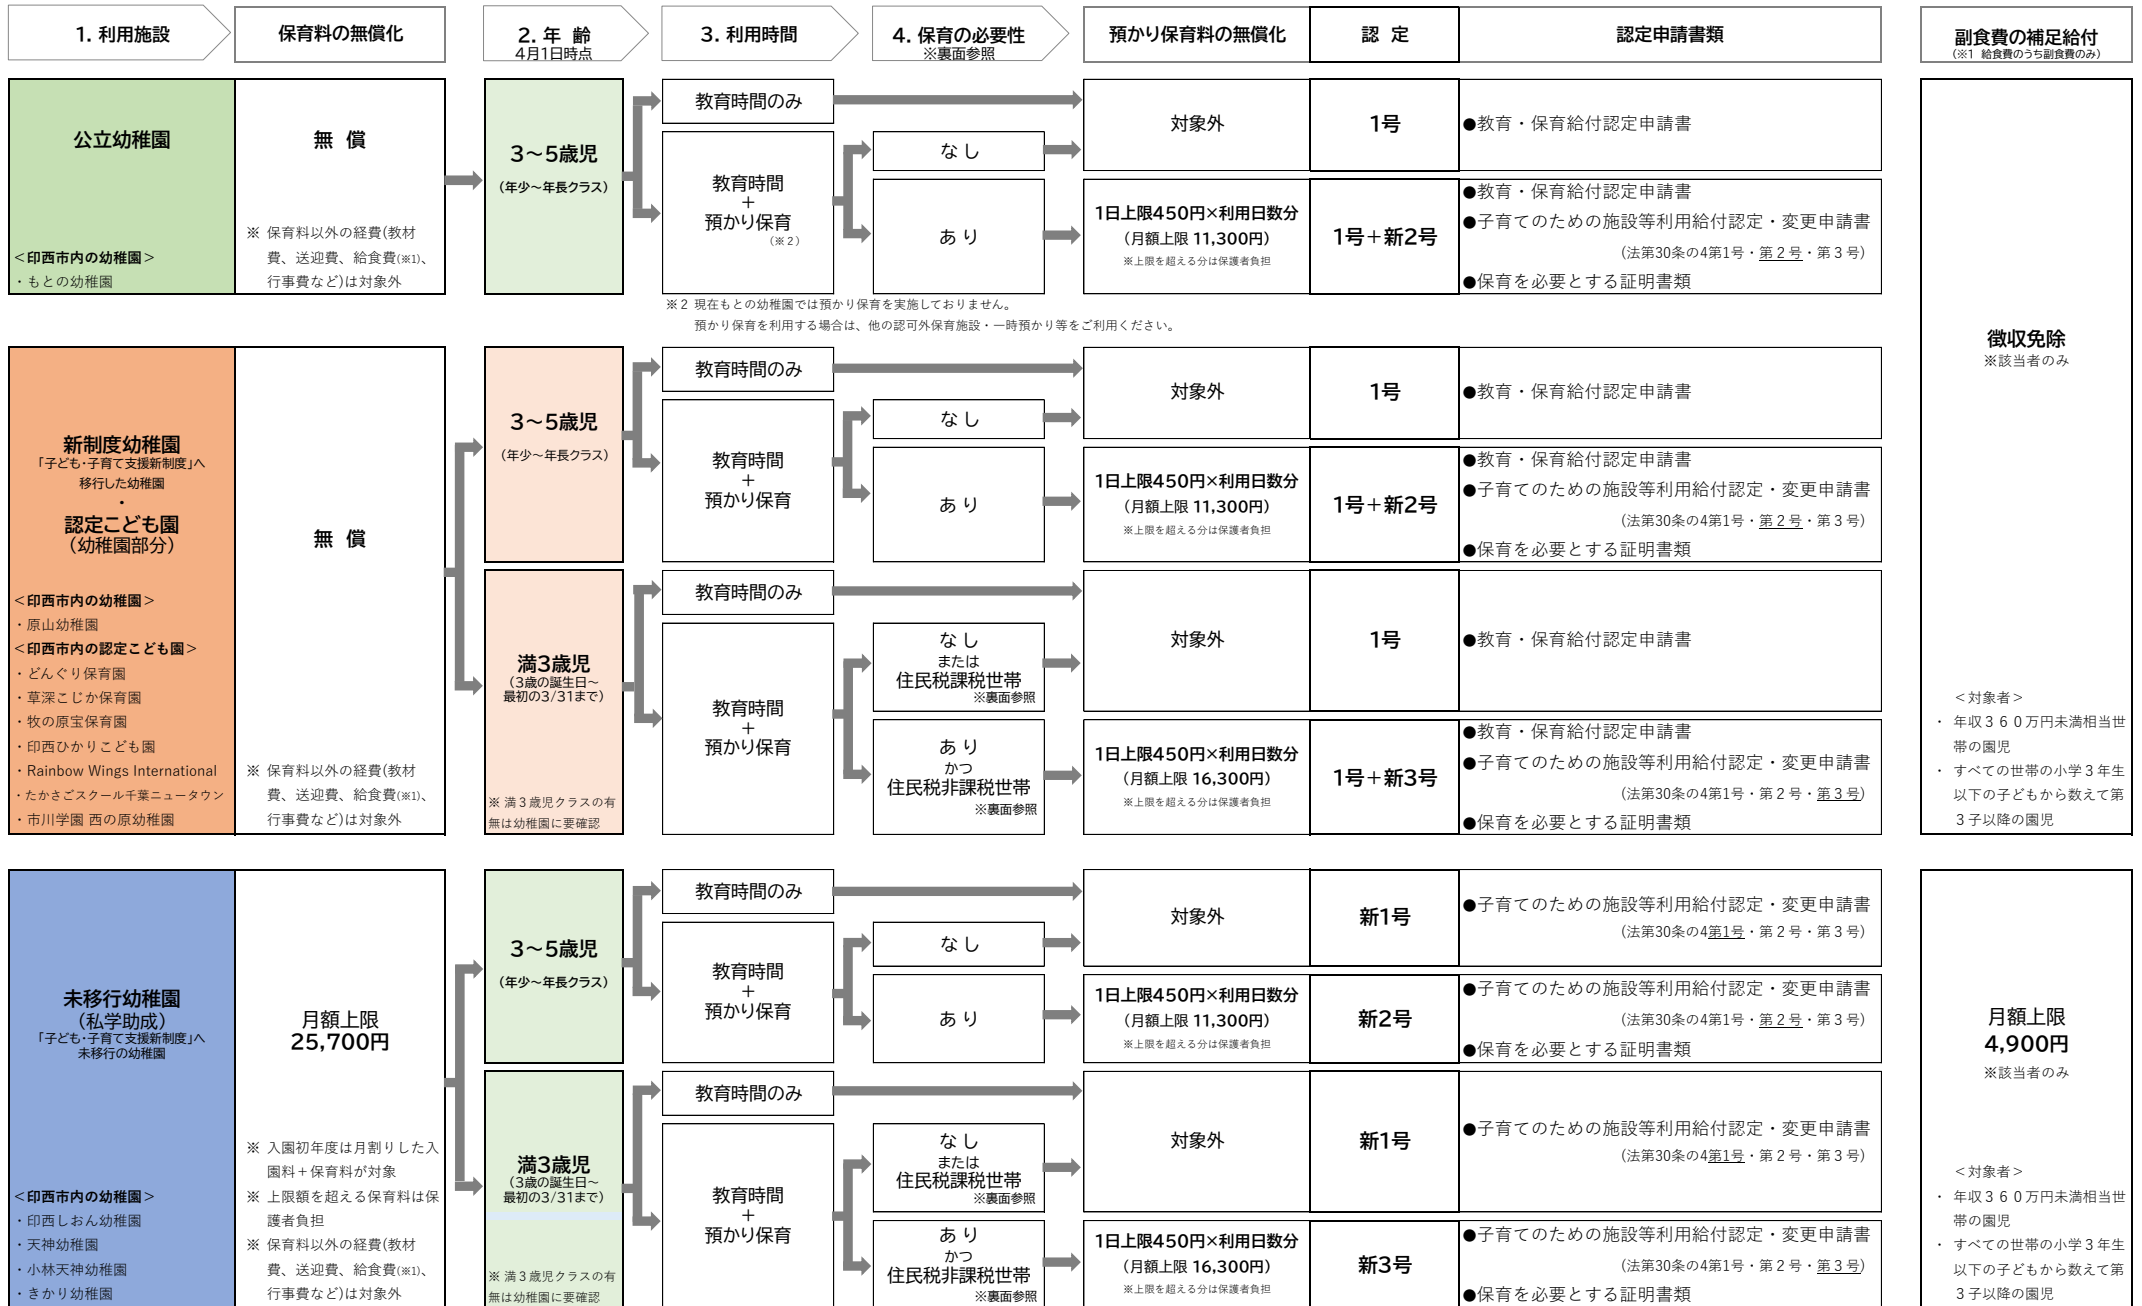 1. 利用施設
保育料の無償化
2. 年 齢
4月1日時点
3. 利用時間
4. 保育の必要性
※裏面参照
預かり保育料の無償化
認 定
認定申請書類
副食費の補足給付
(※1 給食費のうち副食費のみ)
公立幼稚園
<印西市内の幼稚園>
・もとの幼稚園
無 償
※ 保育料以外の経費(教材
費、送迎費、給食費(※1)、
行事費など)は対象外
3~5歳児
(年少~年長クラス)
教育時間のみ
教育時間
+
預かり保育
(※2)
なし
あり
対象外
1号
●教育・保育給付認定申請書
1日上限450円×利用日数分
(月額上限 11,300円)
※上限を超える分は保護者負担
1号+新2号
●教育・保育給付認定申請書
●子育てのための施設等利用給付認定・変更申請書
(法第30条の4第1号・第2号・第3号)
●保育を必要とする証明書類
※2 現在もとの幼稚園では預かり保育を実施しておりません。
預かり保育を利用する場合は、他の認可外保育施設・一時預かり等をご利用ください。
新制度幼稚園
「子ども・子育て支援新制度」へ
移行した幼稚園
・
認定こども園
(幼稚園部分)
<印西市内の幼稚園>
・原山幼稚園
<印西市内の認定こども園>
・どんぐり保育園
・草深こじか保育園
・牧の原宝保育園
・印西ひかりこども園
・Rainbow Wings International
・たかさごスクール千葉ニュータウン
・市川学園 西の原幼稚園
無 償
※ 保育料以外の経費(教材
費、送迎費、給食費(※1)、
行事費など)は対象外
3~5歳児
(年少~年長クラス)
教育時間のみ
教育時間
+
預かり保育
なし
あり
対象外
1号
●教育・保育給付認定申請書
1日上限450円×利用日数分
(月額上限 11,300円)
※上限を超える分は保護者負担
1号+新2号
●教育・保育給付認定申請書
●子育てのための施設等利用給付認定・変更申請書
(法第30条の4第1号・第2号・第3号)
●保育を必要とする証明書類
満3歳児
(3歳の誕生日~
最初の3/31まで)
※ 満3歳児クラスの有
無は幼稚園に要確認
教育時間のみ
教育時間
+
預かり保育
なし
または
住民税課税世帯
※裏面参照
あり
かつ
住民税非課税世帯
※裏面参照
対象外
1号
●教育・保育給付認定申請書
1日上限450円×利用日数分
(月額上限 16,300円)
※上限を超える分は保護者負担
1号+新3号
●教育・保育給付認定申請書
●子育てのための施設等利用給付認定・変更申請書
(法第30条の4第1号・第2号・第3号)
●保育を必要とする証明書類
徴収免除
※該当者のみ
<対象者>
・ 年収360万円未満相当世
帯の園児
・ すべての世帯の小学3年生
以下の子どもから数えて第
3子以降の園児
未移行幼稚園
(私学助成)
「子ども・子育て支援新制度」へ
未移行の幼稚園
<印西市内の幼稚園>
・印西しおん幼稚園
・天神幼稚園
・小林天神幼稚園
・きかり幼稚園
月額上限
25,700円
※ 入園初年度は月割りした入
園料+保育料が対象
※ 上限額を超える保育料は保
護者負担
※ 保育料以外の経費(教材
費、送迎費、給食費(※1)、
行事費など)は対象外
3~5歳児
(年少~年長クラス)
教育時間のみ
教育時間
+
預かり保育
なし
あり
対象外
新1号
●子育てのための施設等利用給付認定・変更申請書
(法第30条の4第1号・第2号・第3号)
1日上限450円×利用日数分
(月額上限 11,300円)
※上限を超える分は保護者負担
新2号
●子育てのための施設等利用給付認定・変更申請書
(法第30条の4第1号・第2号・第3号)
●保育を必要とする証明書類
満3歳児
(3歳の誕生日~
最初の3/31まで)
※ 満3歳児クラスの有
無は幼稚園に要確認
教育時間のみ
教育時間
+
預かり保育
なし
または
住民税課税世帯
※裏面参照
あり
かつ
住民税非課税世帯
※裏面参照
対象外
新1号
●子育てのための施設等利用給付認定・変更申請書
(法第30条の4第1号・第2号・第3号)
1日上限450円×利用日数分
(月額上限 16,300円)
※上限を超える分は保護者負担
新3号
●子育てのための施設等利用給付認定・変更申請書
(法第30条の4第1号・第2号・第3号)
●保育を必要とする証明書類
月額上限
4,900円
※該当者のみ
<対象者>
・ 年収360万円未満相当世
帯の園児
・ すべての世帯の小学3年生
以下の子どもから数えて第
3子以降の園児